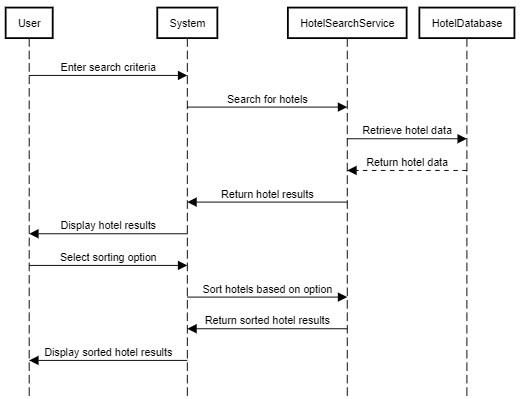 User
System
HotelSearchService
HotelDatabase
Enter search criteria
Search for hotels
Retrieve hotel data
Return hotel data
Return hotel results
Display hotel results
Select sorting option
Sort hotels based on option
Return sorted hotel results
Display sorted hotel results